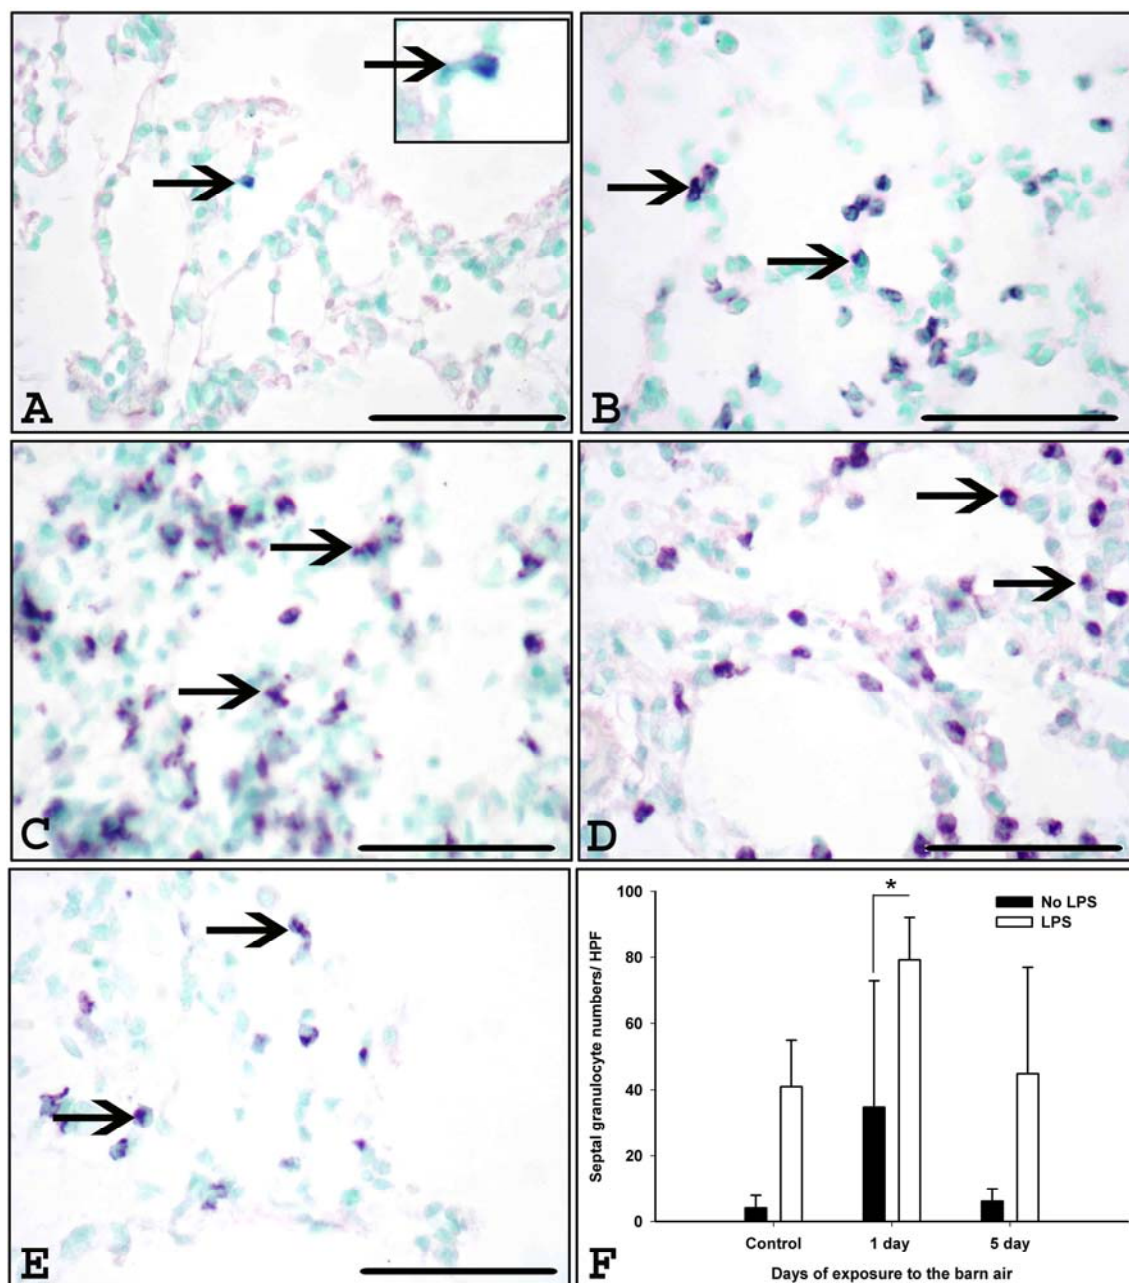 A
B
C
D
E
F
100
80
60
40
20
0
Septal granulocyte numbers/ HPF
*
No LPS
LPS
Control 1 day 5 day
Days of exposure to the barn air